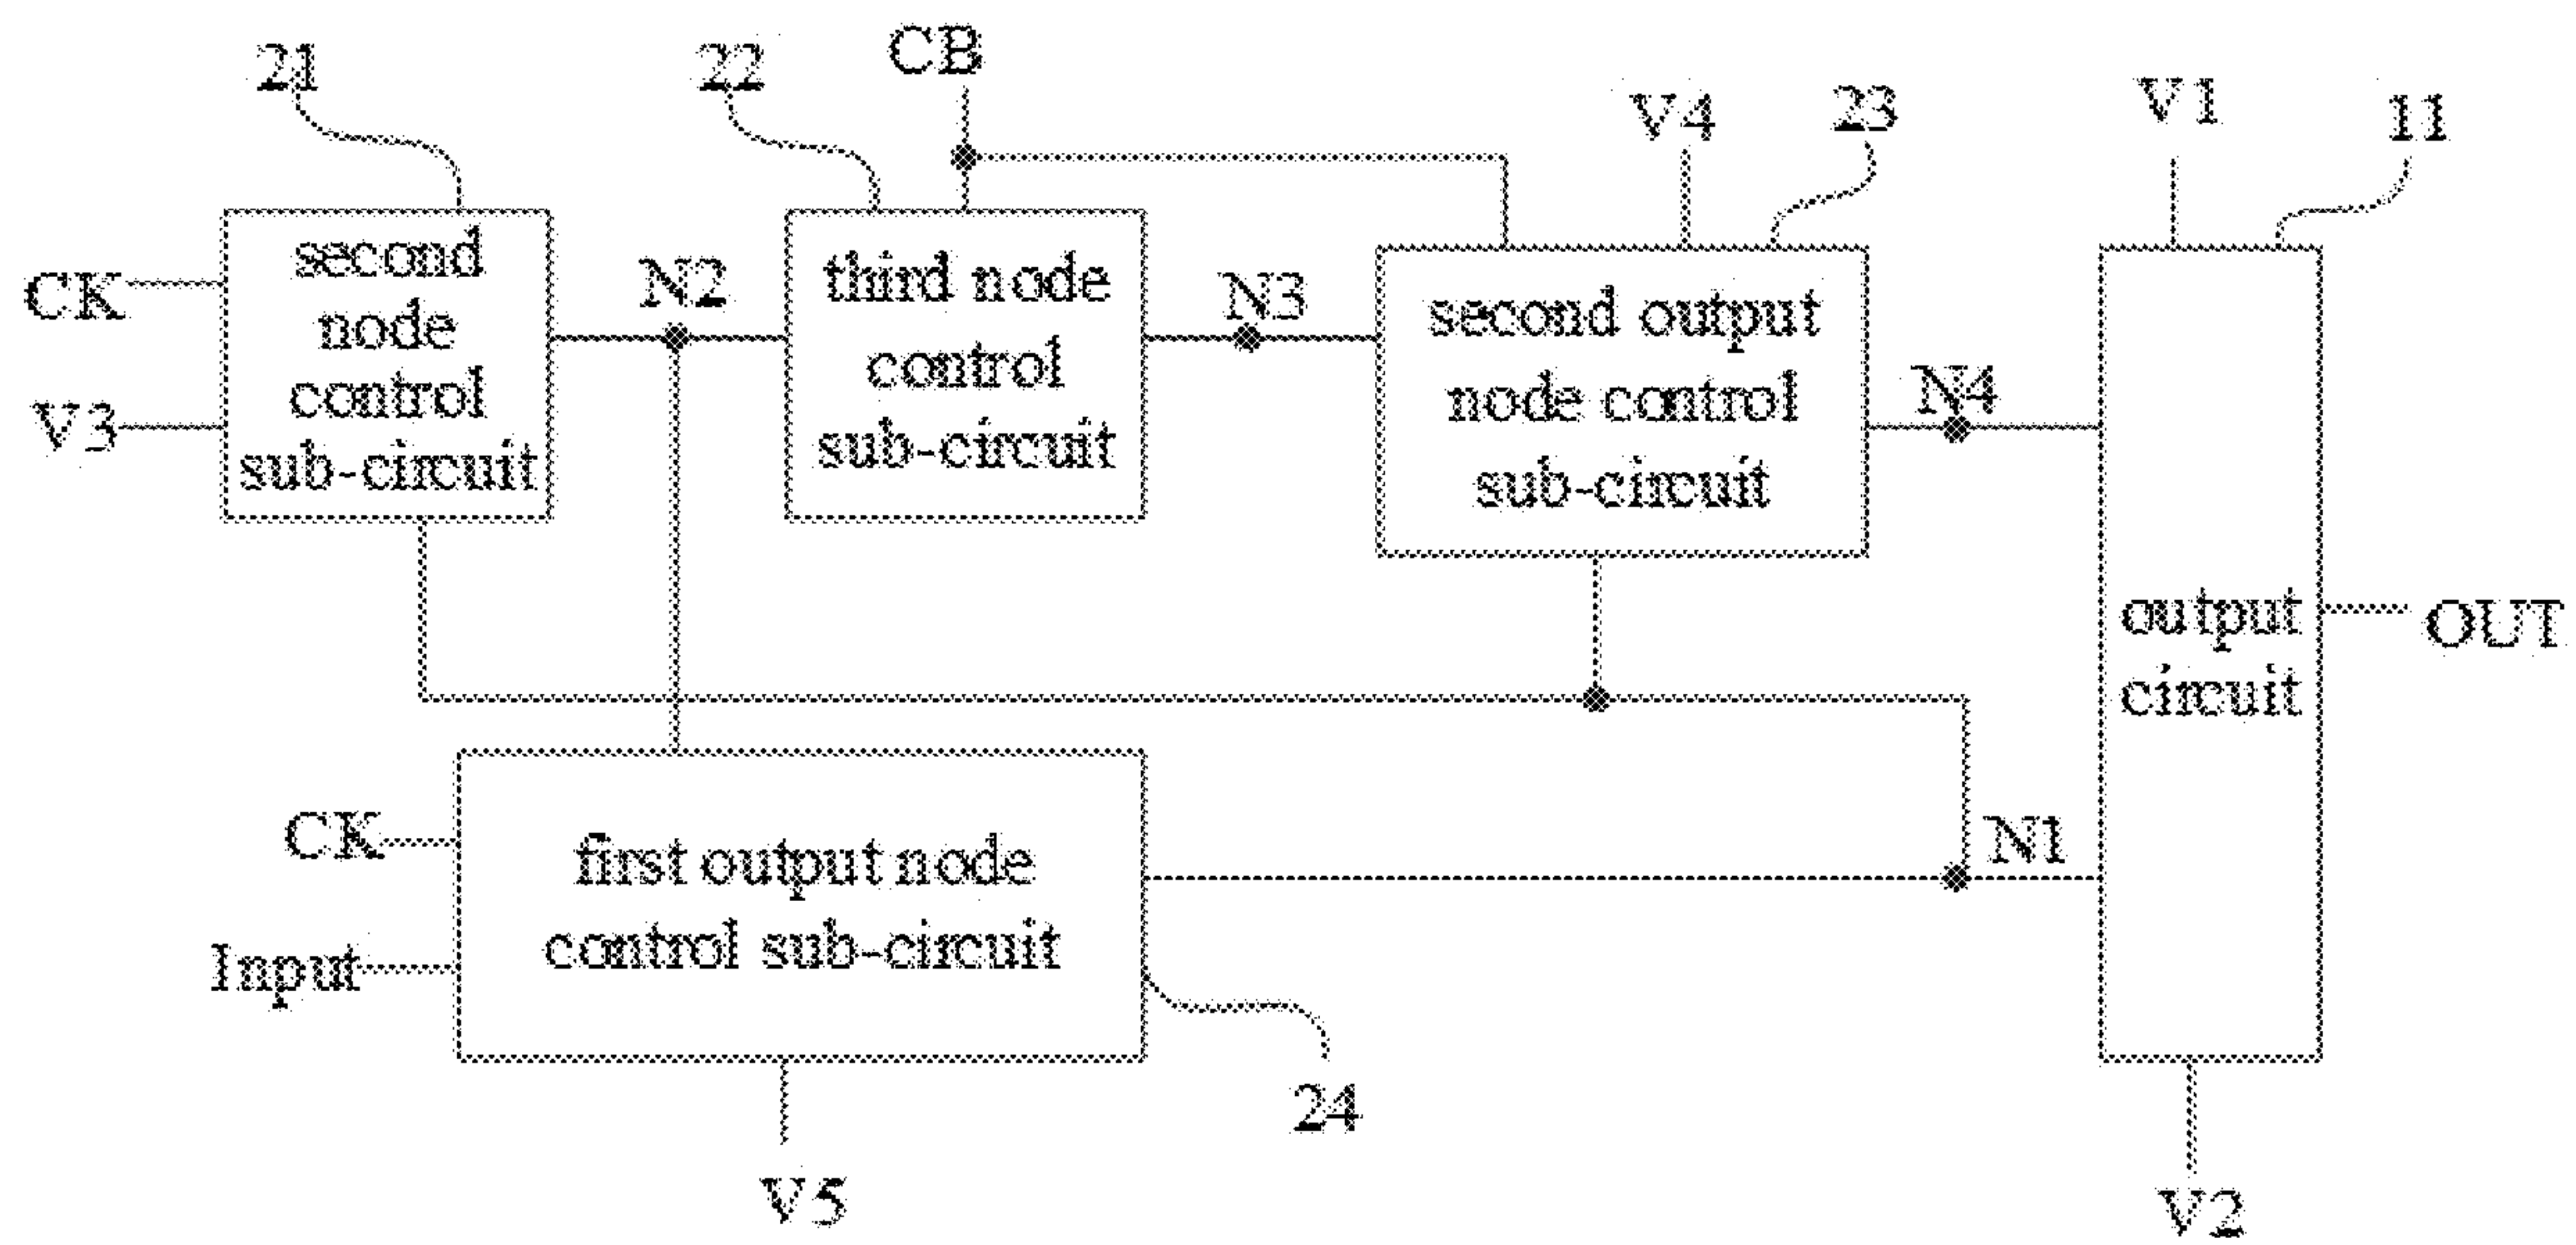 21
22
CB
V4
23
V1
11
CK
V3
second
node
control
sub-circuit
N2
third node
control
sub-circuit
N3
second output
node control
sub-circuit
N4
output
circuit
OUT
CK
Input
first output node
control sub-circuit
N1
24
V5
V2